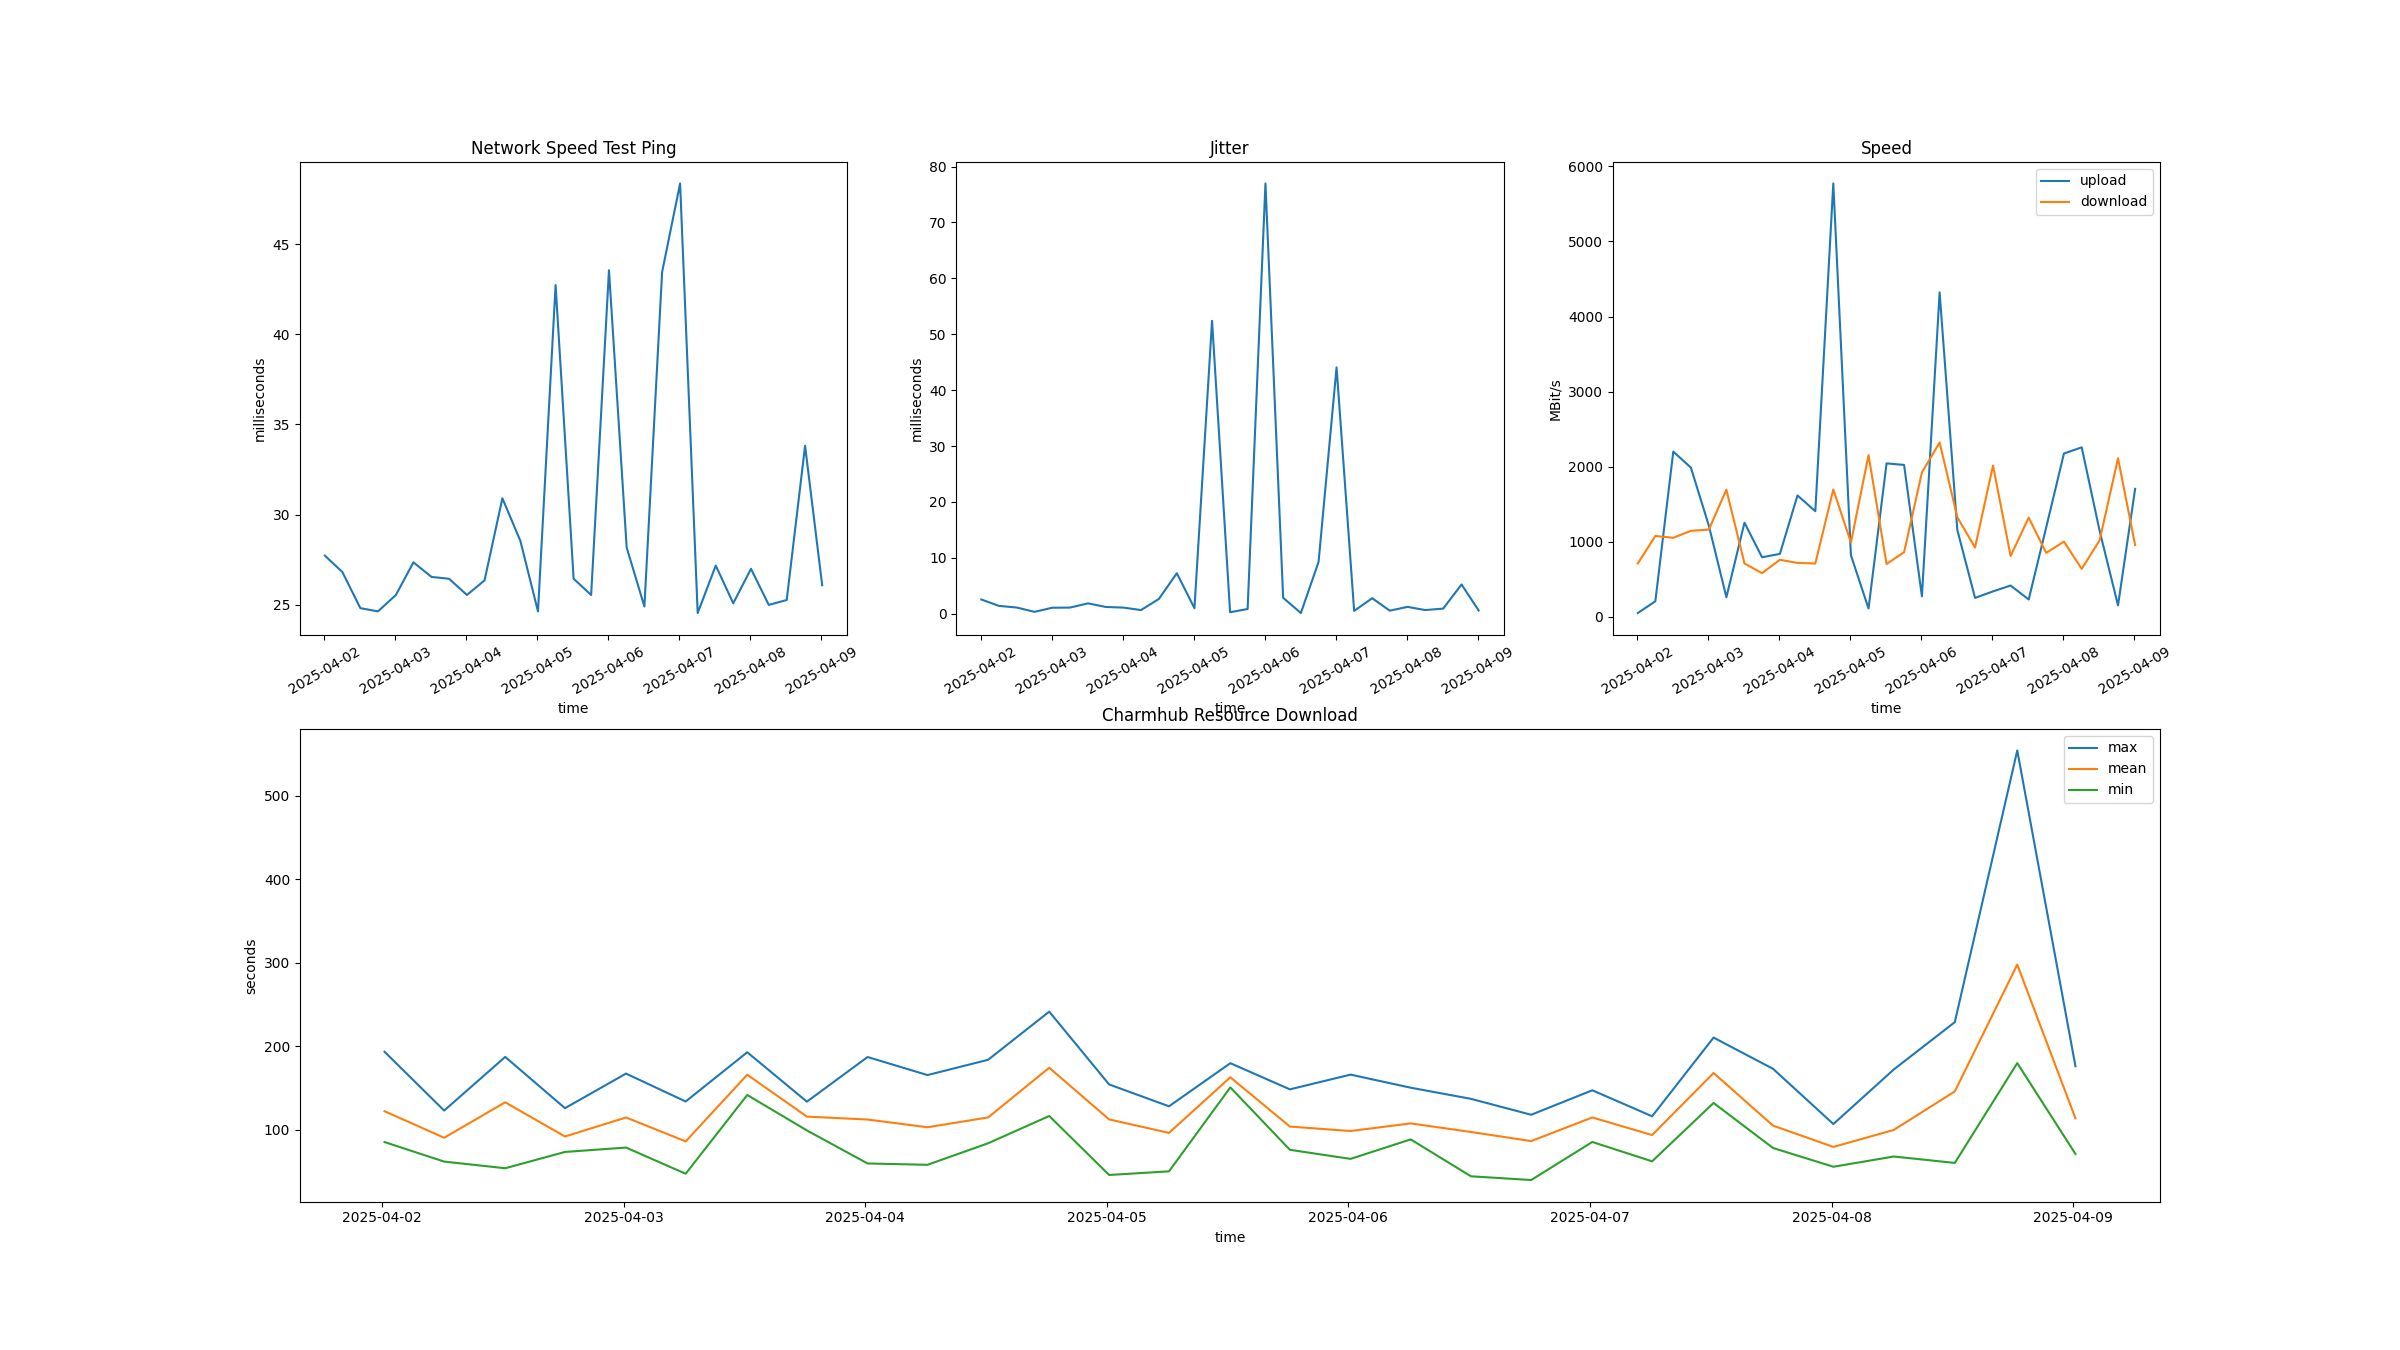 Network Speed Test Ping
milliseconds
45
40
35
30
25
2025-04-02 2025-04-03 2025-04-04 2025-04-05 2025-04-06 2025-04-07 2025-04-08 2025-04-09
time
Jitter
milliseconds
80
70
60
50
40
30
20
10
0
2025-04-02 2025-04-03 2025-04-04 2025-04-05 2025-04-06 2025-04-07 2025-04-08 2025-04-09
time
Speed
MBit/s
6000
5000
4000
3000
2000
1000
0
upload
download
2025-04-02 2025-04-03 2025-04-04 2025-04-05 2025-04-06 2025-04-07 2025-04-08 2025-04-09
time
Charmhub Resource Download
seconds
500
400
300
200
100
max
mean
min
2025-04-02 2025-04-03 2025-04-04 2025-04-05 2025-04-06 2025-04-07 2025-04-08 2025-04-09
time